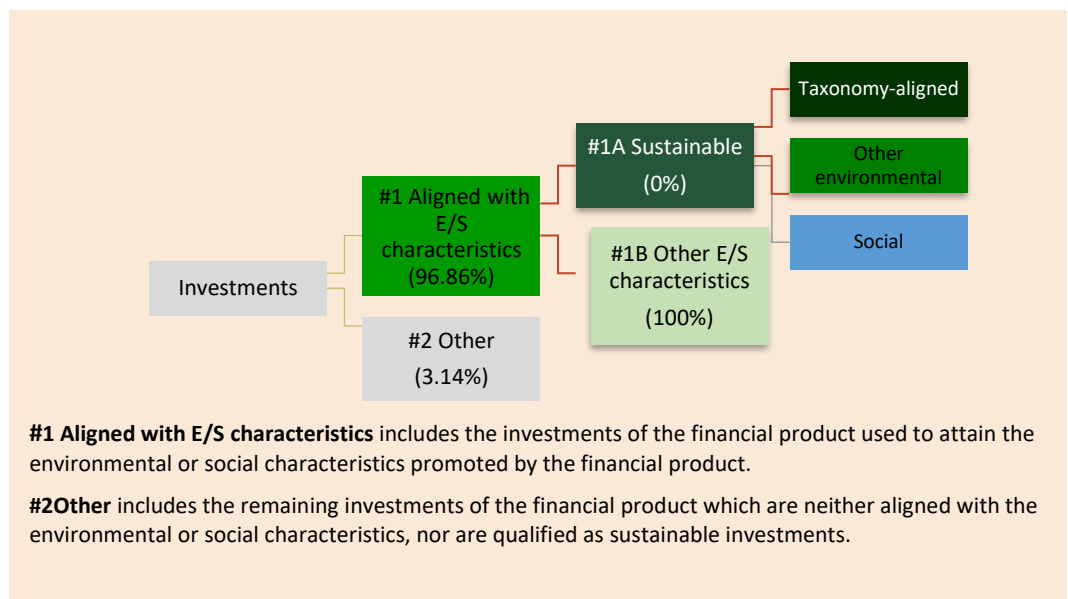 Investments
#1 Aligned with
E/S
characteristics
(96.86%)
#2 Other
(3.14%)
#1A Sustainable
(0%)
#1B Other E/S
characteristics
(100%)
Taxonomy-aligned
Other
environmental
Social
#1 Aligned with E/S characteristics includes the investments of the financial product used to attain the
environmental or social characteristics promoted by the financial product.
#2Other includes the remaining investments of the financial product which are neither aligned with the
environmental or social characteristics, nor are qualified as sustainable investments.